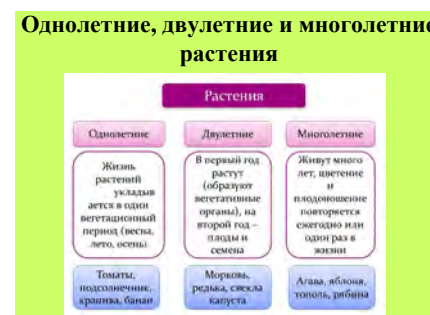 Однолетние, двулетние и многолетние
растения
Растения
Однолетние
Двулетние
Многолетние
Жизнь
растений
укладыв
ается в один
вегетационный
период (весна,
лето, осень)
В первый год
растут
(образуют
вегетативные
органы), на
второй год –
плоды и
семена
Живут много
лет, цветение
и
плодоношение
повторяется
ежегодно или
один раз в
жизни
Томаты,
подсолнечник,
крапива, банан
Морковь,
редька, свекла
капуста
Агава, яблоня,
тополь, рябина